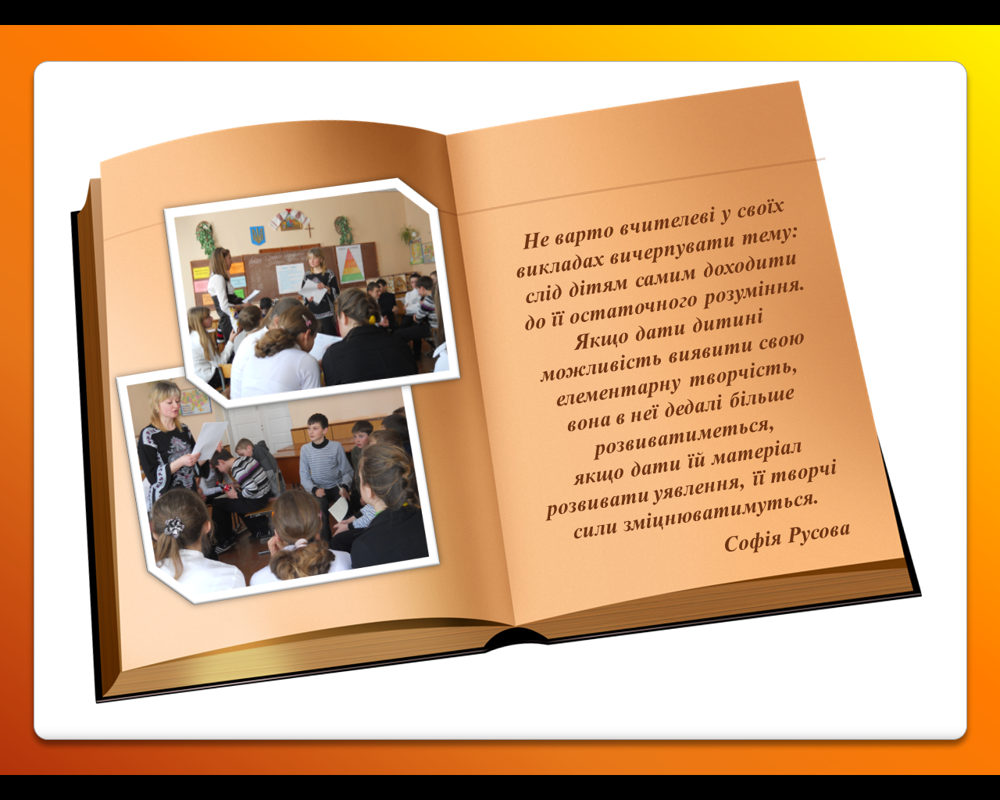 Не варто вчителеві у своїх
викладах вичерпувати тему:
слід дітям самим доходити
до її остаточного розуміння.
Якщо дати дитині
можливість виявити свою
елементарну творчість,
вона в неї дедалі більше
розвиватиметься,
якщо дати їй матеріал
розвивати уявлення, її творчі
сили зміцнюватимуться.
Софія Русова